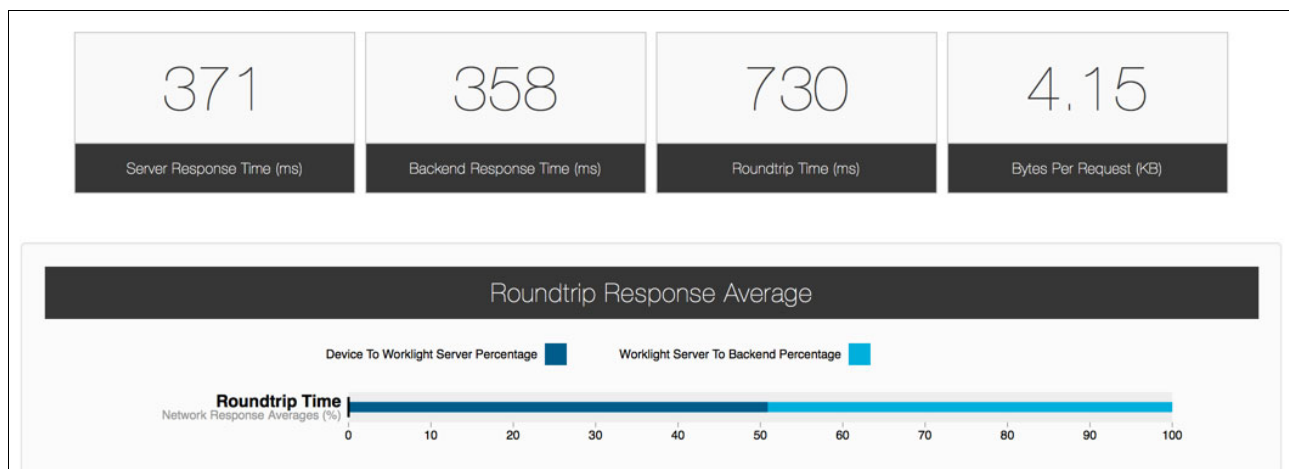 371 358 730 4.15
Server Response Time (ms) Backend Response Time (ms) Roundtrip Time (ms) Bytes Per Request (KB)
Roundtrip Response Average
Device To Worklight Server Percentage Worklight Server To Backend Percentage
Roundtrip Time
Network Response Averages (%)
0 10 20 30 40 50 60 70 80 90 100